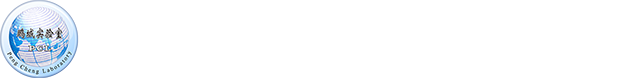 鹏城实验室
PCL
Peng Cheng Laboratory